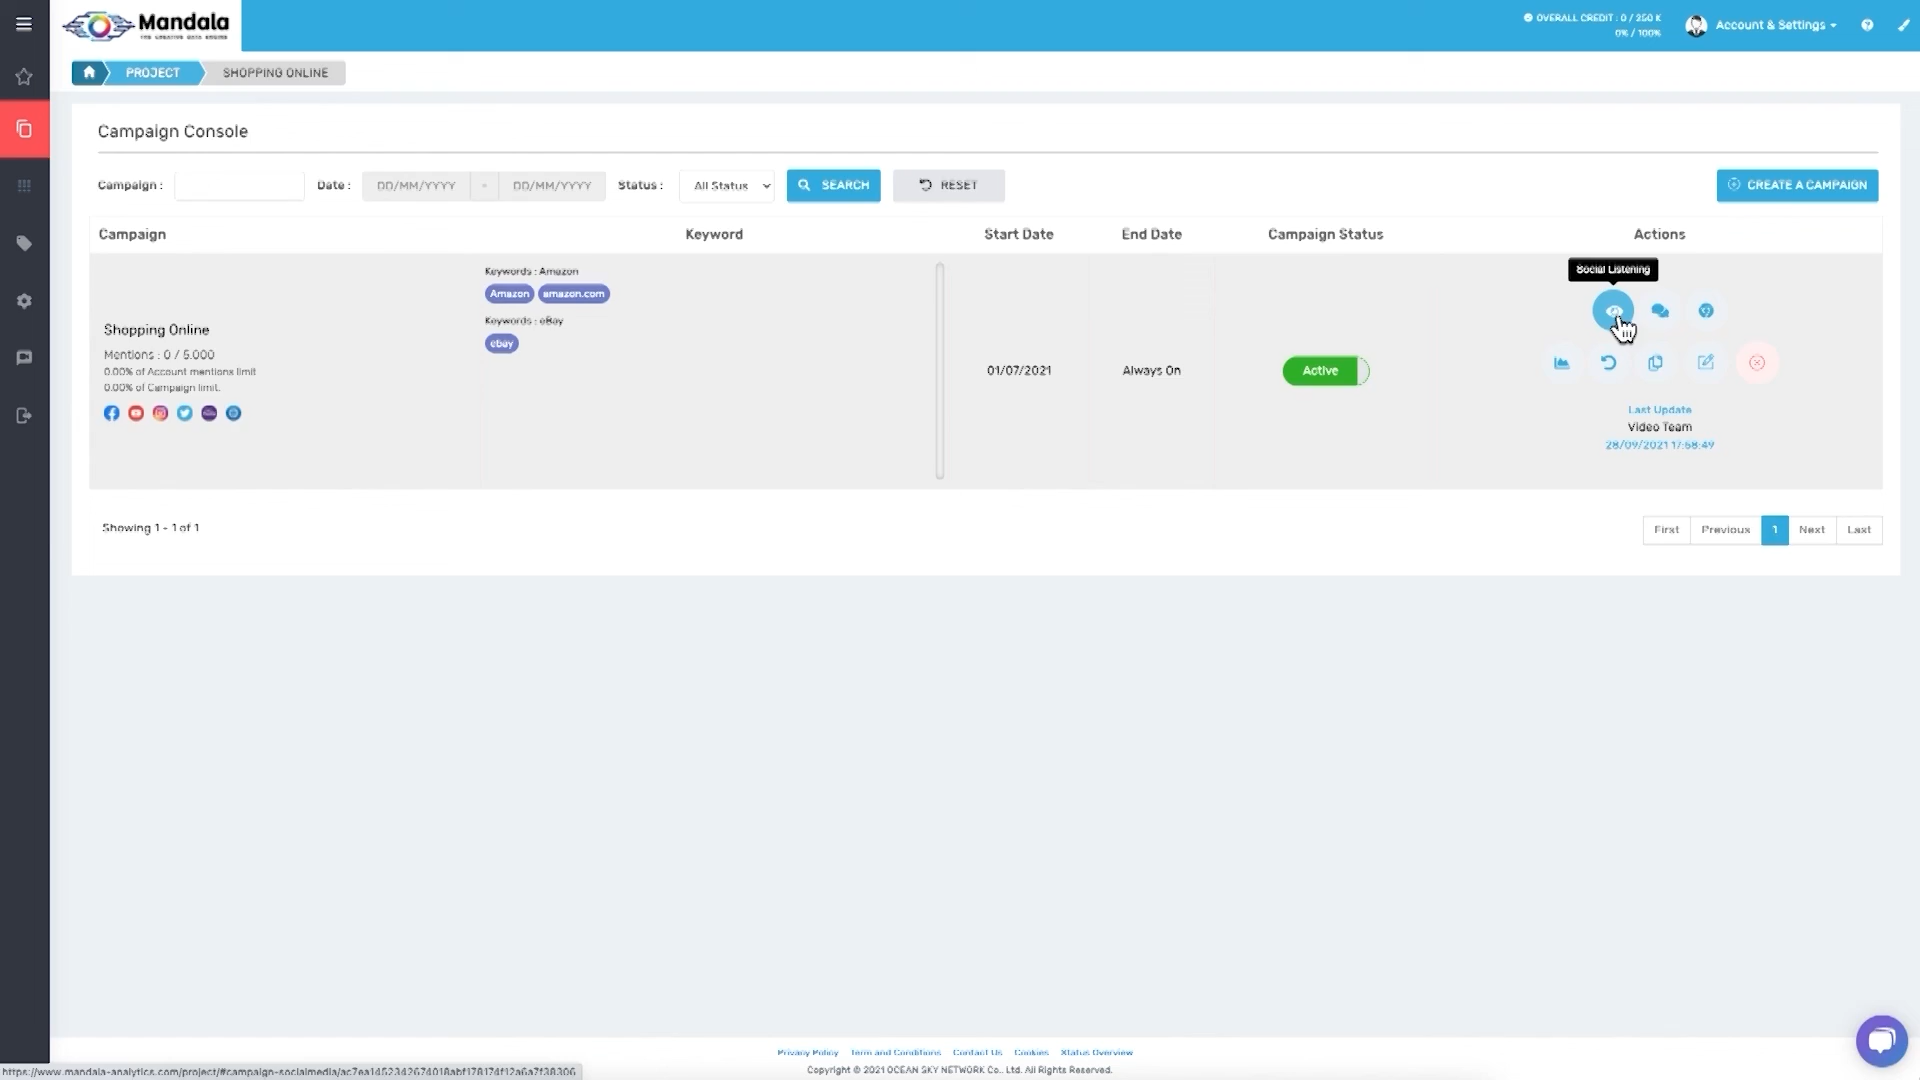 Mandala
THE CREATIVE DATA ENGINE
OVERALL CREDIT : 0 / 250 K
0% / 100%
Account & Settings
PROJECT
SHOPPING ONLINE
Campaign Console
Campaign :
Date :
DD/MM/YYYY - DD/MM/YYYY
Status :
All Status
SEARCH
RESET
CREATE A CAMPAIGN
Campaign
Keyword
Start Date
End Date
Campaign Status
Actions
Shopping Online
Mentions : 0 / 5,000
0.00% of Account mentions limit
0.00% of Campaign limit.
Keywords : Amazon
Amazon amazon.com
Keywords : eBay
ebay
01/07/2021
Always On
Active
Social Listening
Last Update
Video Team
28/09/2021 17:58:49
Showing 1 - 1 of 1
First Previous 1 Next Last
Privacy Policy Term and Conditions Contact Us Cookies Status Overview
Copyright © 2021 OCEAN SKY NETWORK Co., Ltd. All Rights Reserved.